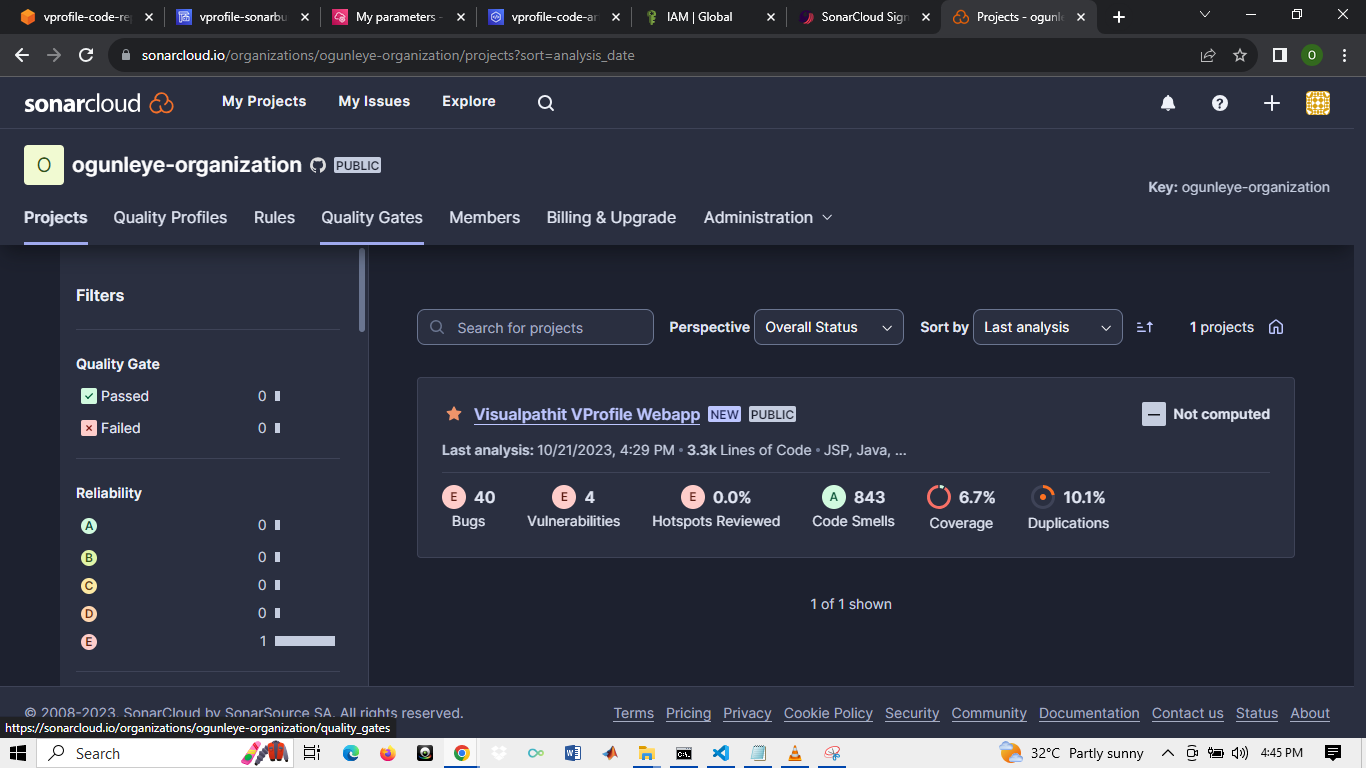 vprofile-code-rep
vprofile-sonarbu
My parameters -
vprofile-code-ar
IAM | Global
SonarCloud Sign
Projects - ogunle
sonarcloud.io/organizations/ogunleye-organization/projects?sort=analysis_date
O
sonarcloud
My Projects
My Issues
Explore
O
ogunleye-organization
PUBLIC
Key: ogunleye-organization
Projects
Quality Profiles
Rules
Quality Gates
Members
Billing & Upgrade
Administration
Filters
Quality Gate
Passed 0
Failed 0
Reliability
A 0
B 0
C 0
D 0
E 1
Search for projects
Perspective Overall Status
Sort by Last analysis
1 projects
Visualpathit VProfile Webapp NEW PUBLIC
Not computed
Last analysis: 10/21/2023, 4:29 PM • 3.3k Lines of Code • JSP, Java, ...
E 40
Bugs
E 4
Vulnerabilities
E 0.0%
Hotspots Reviewed
A 843
Code Smells
6.7%
Coverage
10.1%
Duplications
1 of 1 shown
© 2008-2023, SonarCloud by SonarSource SA. All rights reserved.
Terms
Pricing
Privacy
Cookie Policy
Security
Community
Documentation
Contact us
Status
About
https://sonarcloud.io/organizations/ogunleye-organization/quality_gates
Search
32°C Partly sunny
4:45 PM